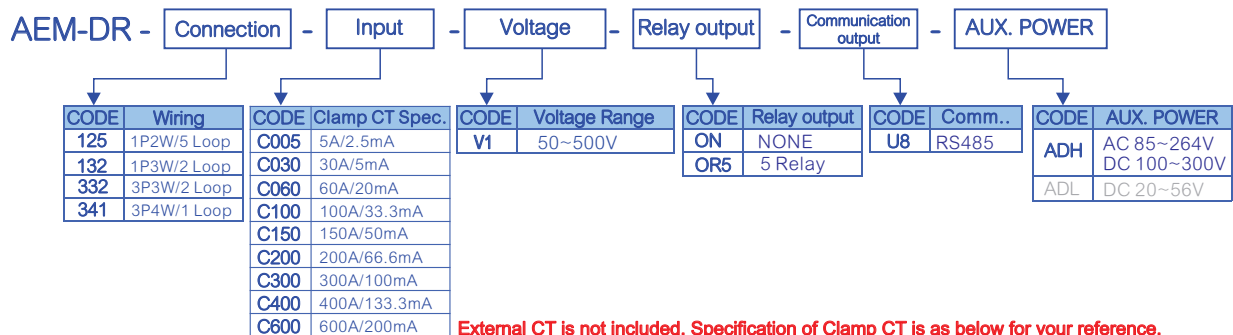 AEM-DR - Connection - Input - Voltage - Relay output - Communication output - AUX. POWER
CODE Wiring
125 1P2W/5 Loop
132 1P3W/2 Loop
332 3P3W/2 Loop
341 3P4W/1 Loop
CODE Clamp CT Spec.
C005 5A/2.5mA
C030 30A/5mA
C060 60A/20mA
C100 100A/33.3mA
C150 150A/50mA
C200 200A/66.6mA
C300 300A/100mA
C400 400A/133.3mA
C600 600A/200mA
CODE Voltage Range
V1 50~500V
CODE Relay output
ON NONE
OR5 5 Relay
CODE Comm..
U8 RS485
CODE AUX. POWER
ADH AC 85~264V
DC 100~300V
ADL DC 20~56V
External CT is not included. Specification of Clamp CT is as below for your reference.